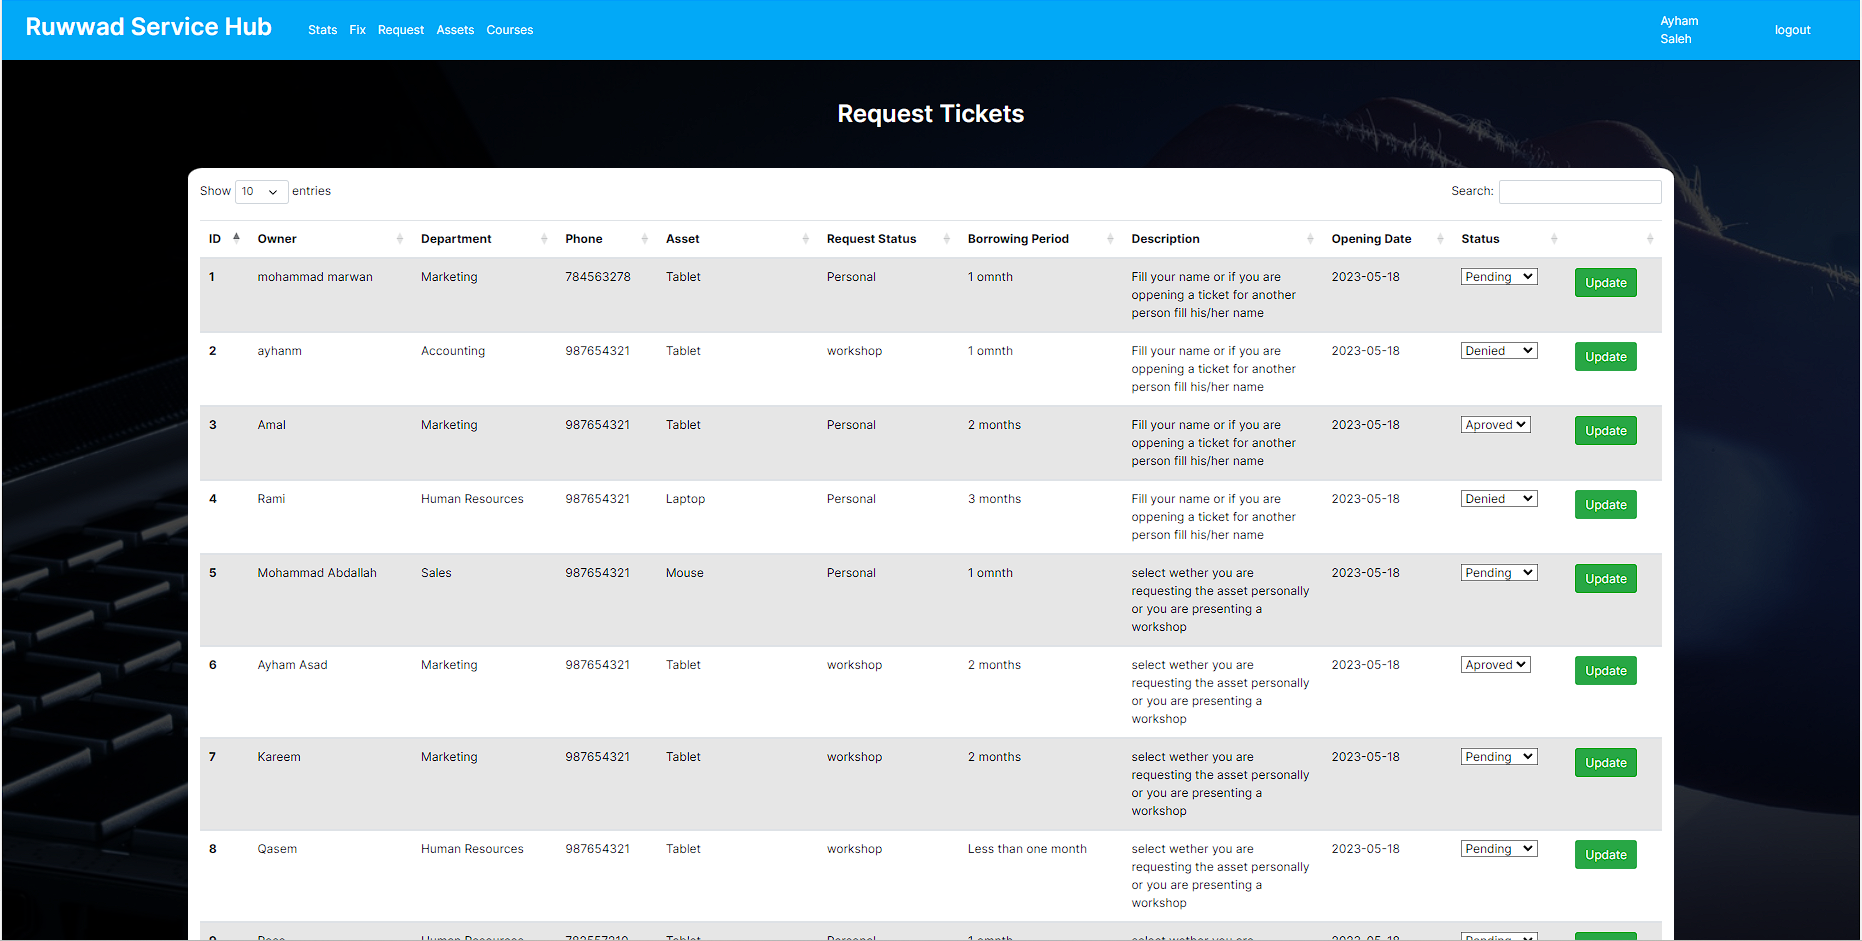 Ruwwad Service Hub Stats Fix Request Assets Courses Ayham Saleh logout
Request Tickets
Show 10 entries Search:
ID Owner Department Phone Asset Request Status Borrowing Period Description Opening Date Status
1 mohammad marwan Marketing 784563278 Tablet Personal 1 omnth Fill your name or if you are 2023-05-18 Pending Update
oppening a ticket for another
person fill his/her name
2 ayhanm Accounting 987654321 Tablet workshop 1 omnth Fill your name or if you are 2023-05-18 Denied Update
oppening a ticket for another
person fill his/her name
3 Amal Marketing 987654321 Tablet Personal 2 months Fill your name or if you are 2023-05-18 Aproved Update
oppening a ticket for another
person fill his/her name
4 Rami Human Resources 987654321 Laptop Personal 3 months Fill your name or if you are 2023-05-18 Denied Update
oppening a ticket for another
person fill his/her name
5 Mohammad Abdallah Sales 987654321 Mouse Personal 1 omnth select wether you are 2023-05-18 Pending Update
requesting the asset personally
or you are presenting a
workshop
6 Ayham Asad Marketing 987654321 Tablet workshop 2 months select wether you are 2023-05-18 Aproved Update
requesting the asset personally
or you are presenting a
workshop
7 Kareem Marketing 987654321 Tablet workshop 2 months select wether you are 2023-05-18 Pending Update
requesting the asset personally
or you are presenting a
workshop
8 Qasem Human Resources 987654321 Tablet workshop Less than one month select wether you are 2023-05-18 Pending Update
requesting the asset personally
or you are presenting a
workshop